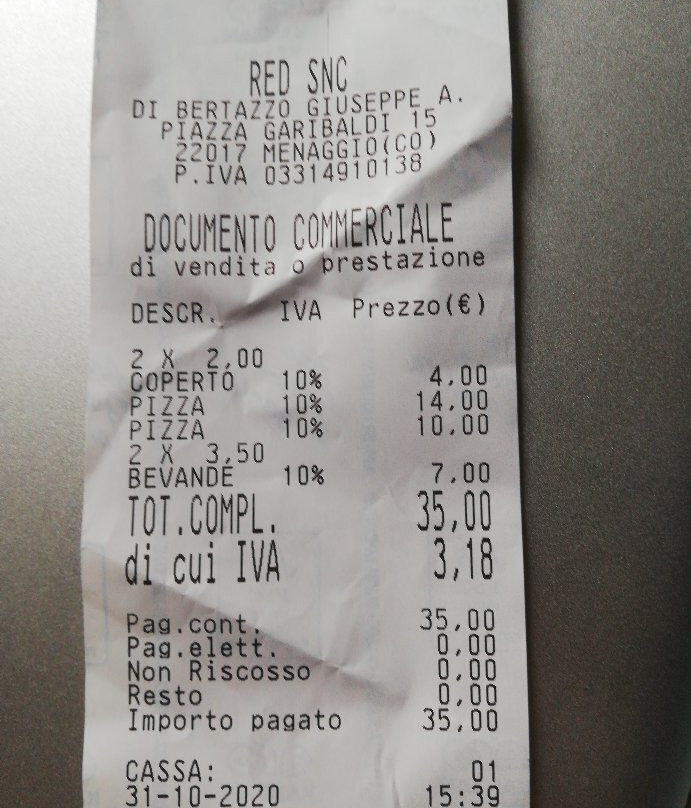 RED SNC
DI BERTAZZO GIUSEPPE A.
PIAZZA GARIBALDI 15
22017 MENAGGIO(CO)
P.IVA 03314910138
DOCUMENTO COMMERCIALE
di vendita o prestazione
DESCR. IVA Prezzo(€)
2 X 2,00
COPERTO 10% 4,00
PIZZA 10% 14,00
PIZZA 10% 10,00
2 X 3,50
BEVANDE 10% 7,00
TOT.COMPL. 35,00
di cui IVA 3,18
Pag.cont. 35,00
Pag.elett. 0,00
Non Riscosso 0,00
Resto 0,00
Importo pagato 35,00
CASSA: 01
31-10-2020 15:39